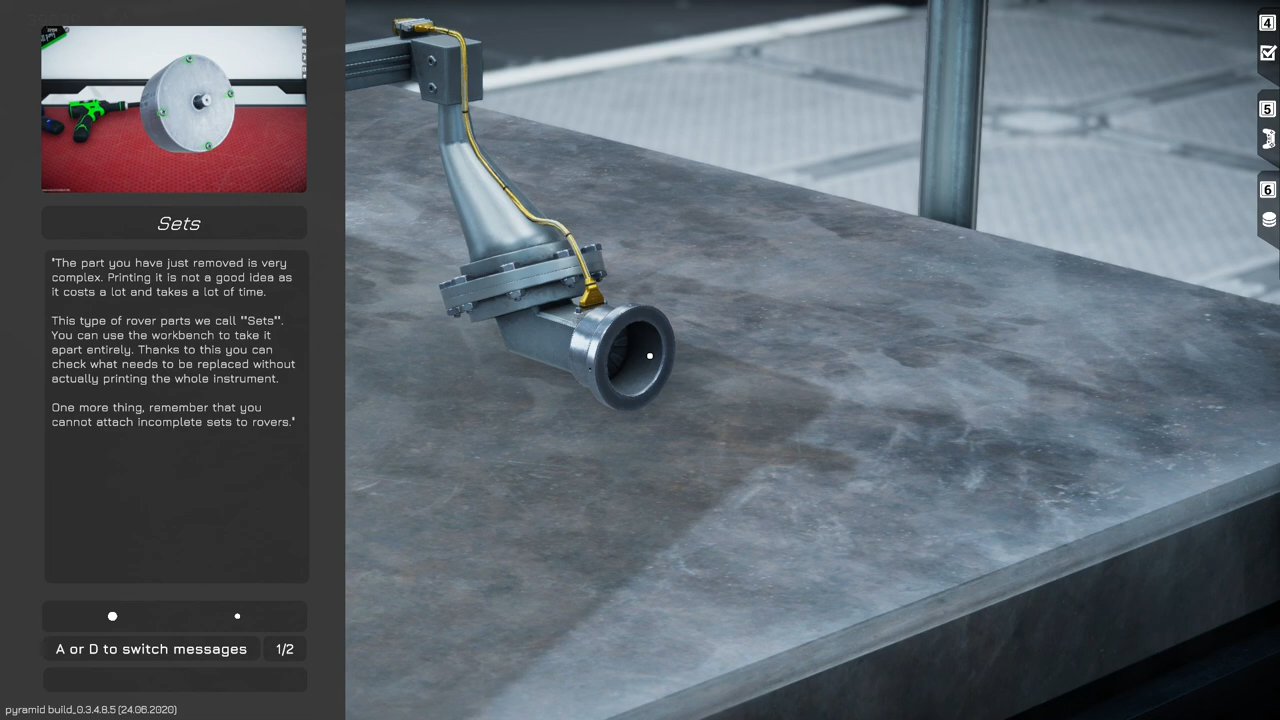 Sets
"The part you have just removed is very
complex. Printing it is not a good idea as
it costs a lot and takes a lot of time.
This type of rover parts we call ""Sets"".
You can use the workbench to take it
apart entirely. Thanks to this you can
check what needs to be replaced without
actually printing the whole instrument.
One more thing, remember that you
cannot attach incomplete sets to rovers."
A or D to switch messages
1/2
pyramid build_0.3.4.8.5 (24.06.2020)
4
5
6